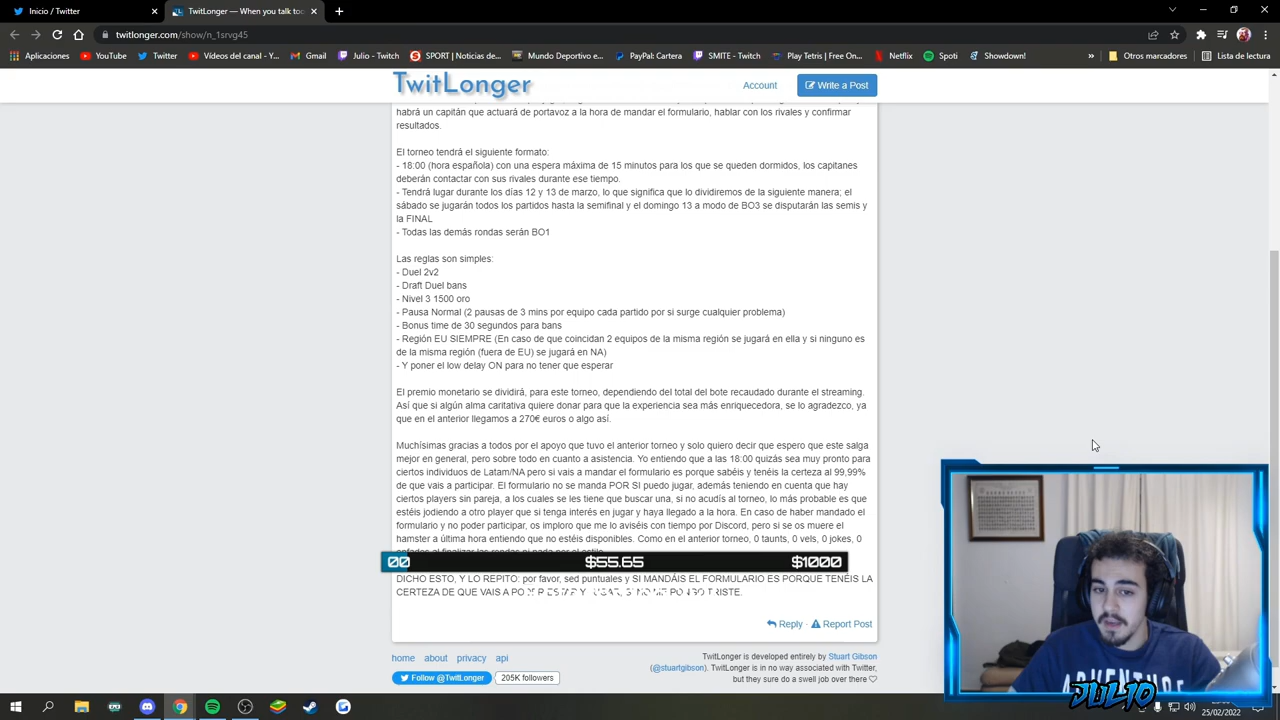 Inicio / Twitter
TwitLonger — When you talk too
twitlonger.com/show/n_1srvg45
Aplicaciones YouTube Twitter Vídeos del canal - Y... Gmail Julio - Twitch SPORT | Noticias de... Mundo Deportivo -... PayPal Cartera SMITE - Twitch Play Tetris | Free On... Netflix Spoti Showdown! » Otros marcadores Lista de lectura
TwitLonger Account Write a Post
habrá un capitán que actuará de portavoz a la hora de mandar el formulario, hablar con los rivales y confirmar
resultados.
El torneo tendrá el siguiente formato:
- 18:00 (hora española) con una espera máxima de 15 minutos para los que se queden dormidos, los capitanes
deberán contactar con sus rivales durante ese tiempo.
- Tendrá lugar durante los días 12 y 13 de marzo, lo que significa que lo dividiremos de la siguiente manera; el
sábado se jugarán todos los partidos hasta la semifinal y el domingo 13 a modo de BO3 se disputarán las semis y
la FINAL
- Todas las demás rondas serán BO1
Las reglas son simples:
- Duel 2v2
- Draft Duel bans
- Nivel 3 1500 oro
- Pausa Normal (2 pausas de 3 mins por equipo cada partido por si surge cualquier problema)
- Bonus time de 30 segundos para bans
- Región EU SIEMPRE (En caso de que coincidan 2 equipos de la misma región se jugará en ella y si ninguno es
de la misma región (fuera de EU) se jugará en NA)
- Y poner el low delay ON para no tener que esperar
El premio monetario se dividirá, para este torneo, dependiendo del total del bote recaudado durante el streaming.
Así que si algún alma caritativa quiere donar para que la experiencia sea más enriquecedora, se lo agradezco, ya
que en el anterior llegamos a 270€ euros o algo así.
Muchísimas gracias a todos por el apoyo que tuvo el anterior torneo y solo quiero decir que espero que este salga
mejor en general, pero sobre todo en cuanto a asistencia. Yo entiendo que a las 18:00 quizás sea muy pronto para
ciertos individuos de Latam/NA pero si vais a mandar el formulario es porque sabéis y tenéis la certeza al 99,99%
de que vais a participar. El formulario no se manda POR SI puedo jugar, además teniendo en cuenta que hay
ciertos players sin pareja, a los cuales se les tiene que buscar una, si no acudís al torneo, lo más probable es que
estéis jodiendo a otro player que si tenga interés en jugar y haya llegado a la hora. En caso de haber mandado el
formulario y no poder participar, os imploro que me lo aviséis con tiempo por Discord, pero si se os muere el
hamster a última hora entiendo que no estéis disponibles. Como en el anterior torneo, 0 taunts, 0 vels, 0 jokes, 0
00 $55.65 $1000
DICHO ESTO, Y LO REPITO: por favor, sed puntuales y SI MANDÁIS EL FORMULARIO ES PORQUE TENÉIS LA
CERTEZA DE QUE VAIS A PODER ESTAR Y JUGAR, SI NO ME PONGO TRISTE.
Reply · Report Post
home about privacy api
TwitLonger is developed entirely by Stuart Gibson
(@stuartgibson). TwitLonger is in no way associated with Twitter,
but they sure do a swell job over there
Follow @TwitLonger 205K followers
JULIO
25/02/2022